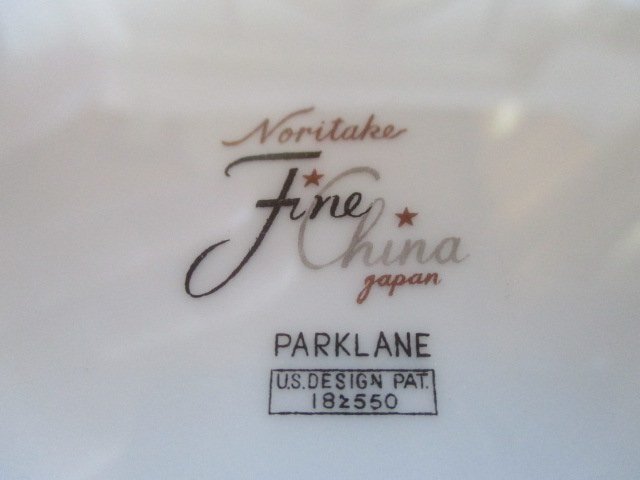 Noritake
Fine
China
Japan
PARKLANE
U.S. DESIGN PAT.
182550